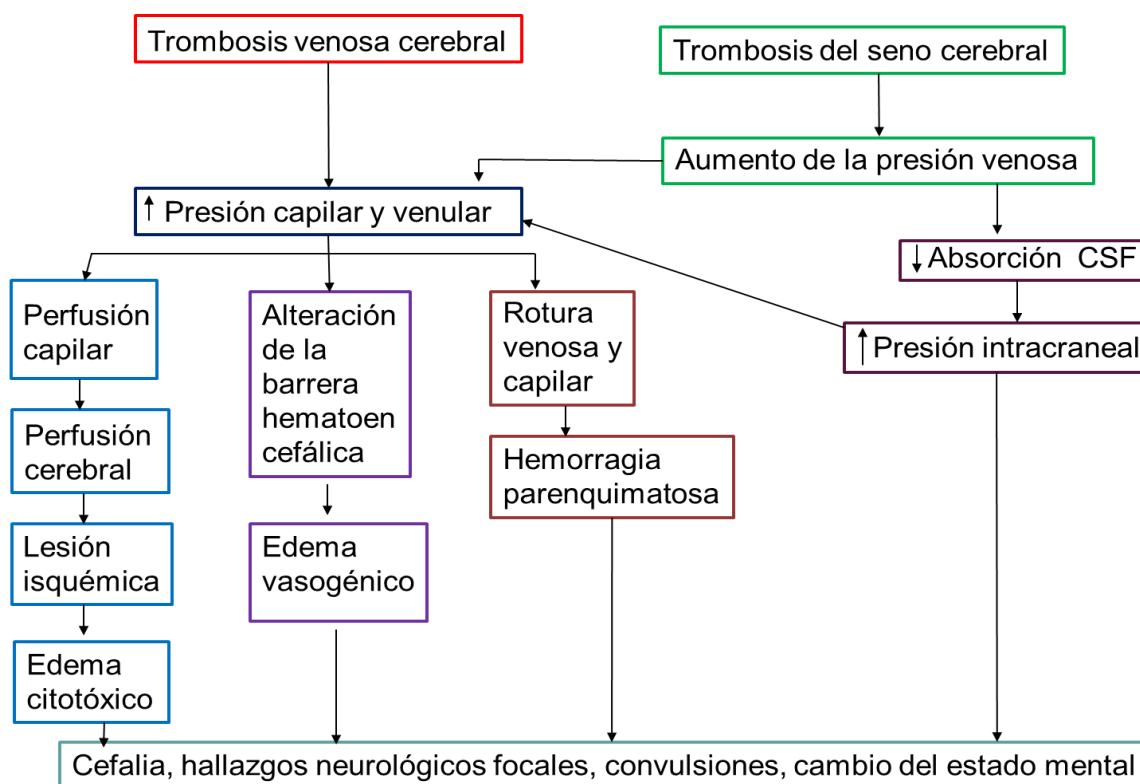 Trombosis venosa cerebral
Trombosis del seno cerebral
Aumento de la presión venosa
↑ Presión capilar y venular
↓ Absorción CSF
↑ Presión intracraneal
Perfusión
capilar
Alteración
de la
barrera
hematoen
cefálica
Rotura
venosa y
capilar
Perfusión
cerebral
Hemorragia
parenquimatosa
Lesión
isquémica
Edema
vasogénico
Edema
citotóxico
Cefalia, hallazgos neurológicos focales, convulsiones, cambio del estado mental